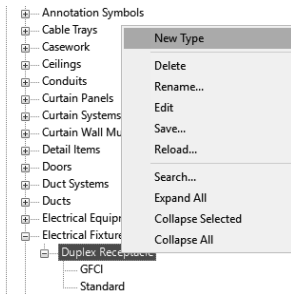 Annotation Symbols
Cable Trays
Casework
Ceilings
Conduits
Curtain Panels
Curtain Systems
Curtain Wall Mu
Detail Items
Doors
Duct Systems
Ducts
Electrical Equipr
Electrical Fixture
Duplex Receptacle
GFCI
Standard
New Type
Delete
Rename...
Edit
Save...
Reload...
Search...
Expand All
Collapse Selected
Collapse All